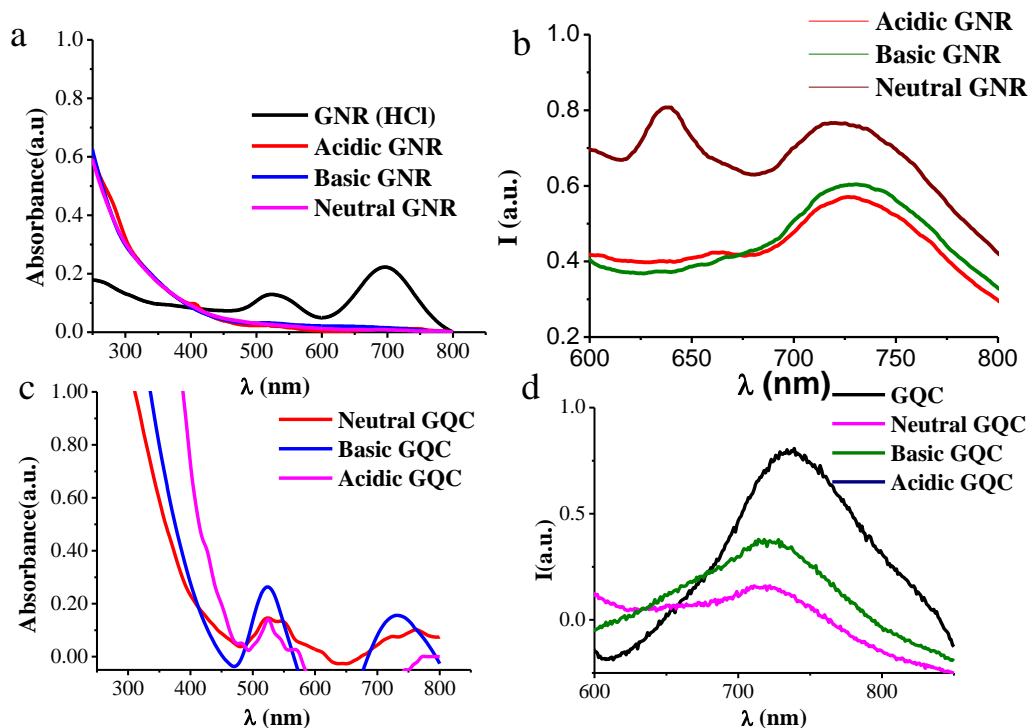 a
1.0
0.8
0.6
0.4
0.2
0.0
Absorbance(a.u)
GNR (HCl)
Acidic GNR
Basic GNR
Neutral GNR
300 400 500 600 700 800
λ (nm)
b
1.0
0.8
0.6
0.4
0.2
I (a.u.)
Acidic GNR
Basic GNR
Neutral GNR
600 650 700 750 800
λ (nm)
c
1.00
0.80
0.60
0.40
0.20
0.00
Absorbance(a.u.)
Neutral GQC
Basic GQC
Acidic GQC
300 400 500 600 700 800
λ (nm)
d
1.0
0.5
0.0
I(a.u.)
GQC
Neutral GQC
Basic GQC
Acidic GQC
600 700 800
λ (nm)